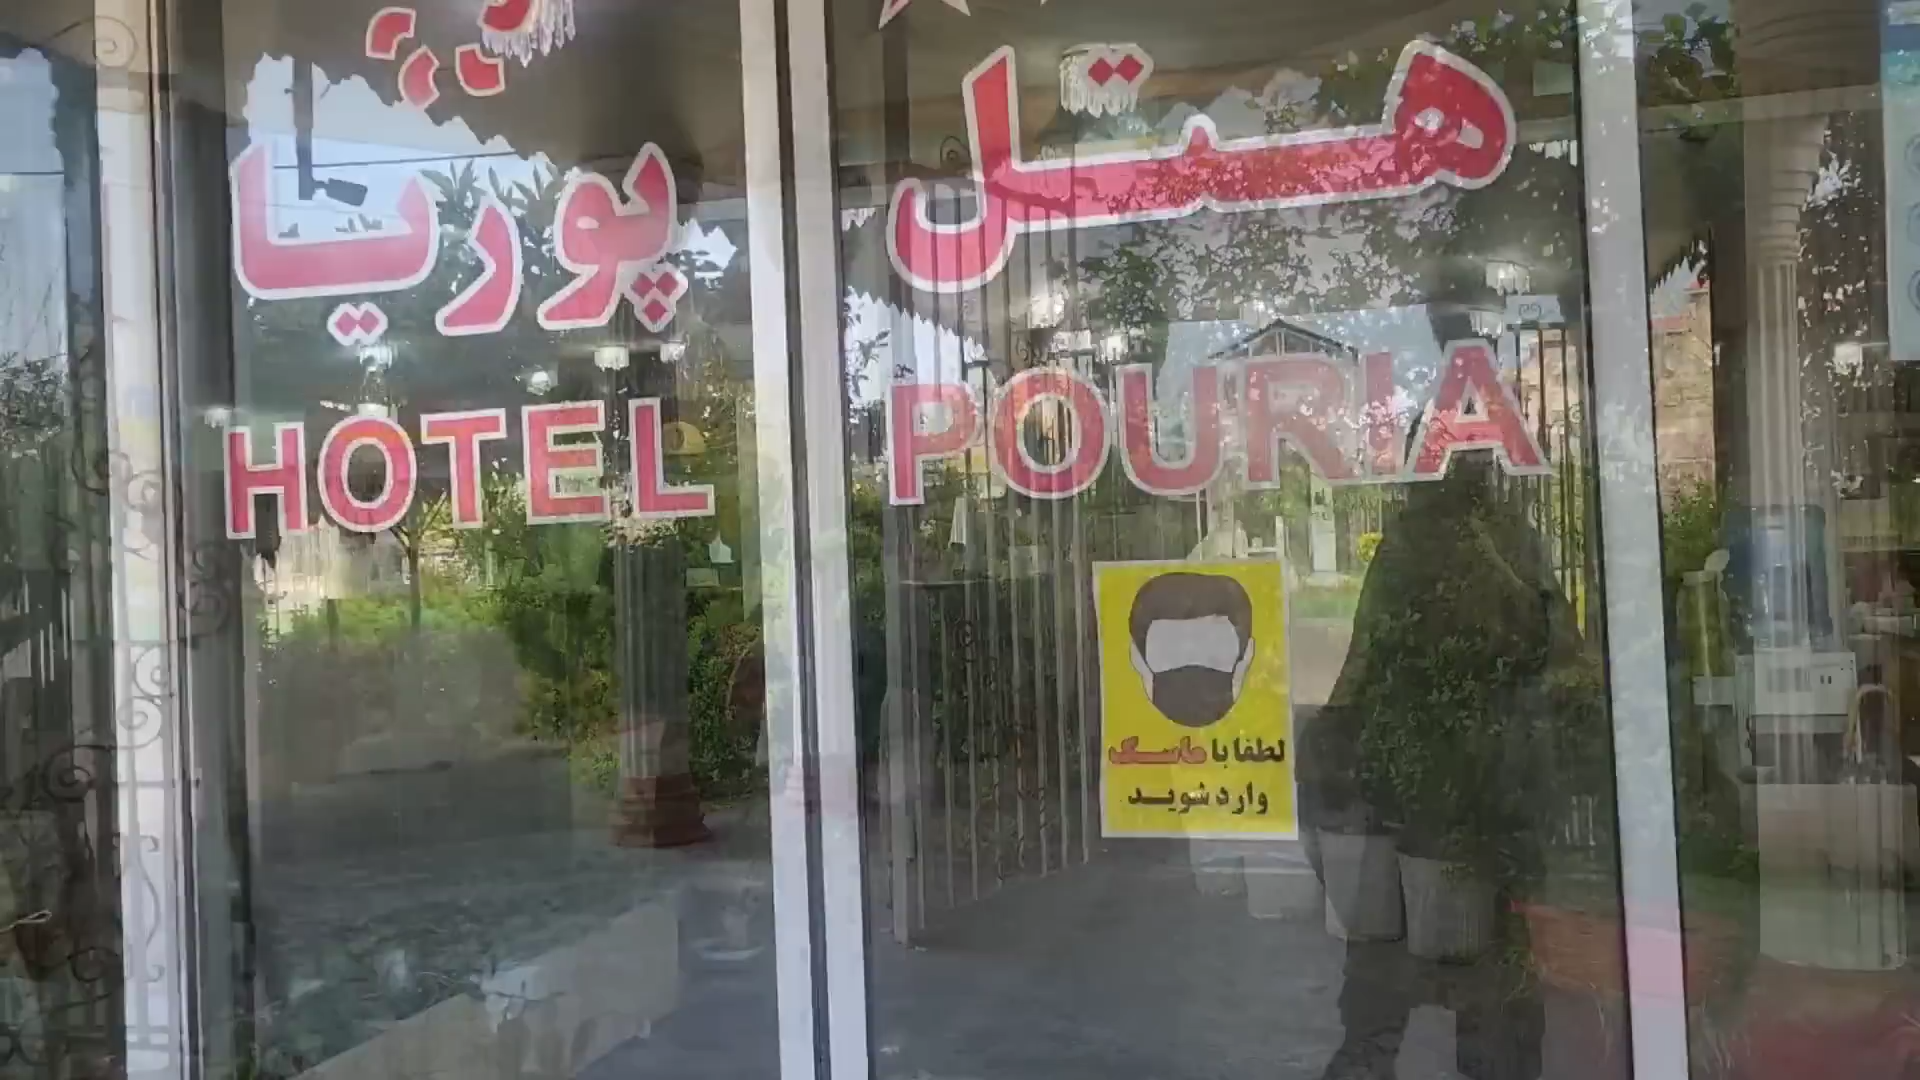 هتل پوریا
HOTEL POURIA
لطفا با ماسک
وارد شوید